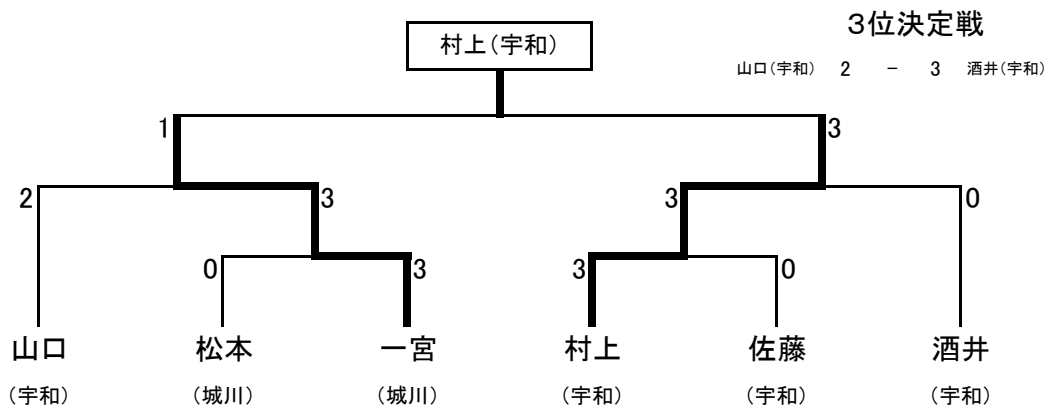 3位決定戦
村上(宇和)
山口(宇和) 2 － 3 酒井(宇和)
1 3
2 3 3 0
0 3 3 0
山口 松本 一宮 村上 佐藤 酒井
(宇和) (城川) (城川) (宇和) (宇和) (宇和)